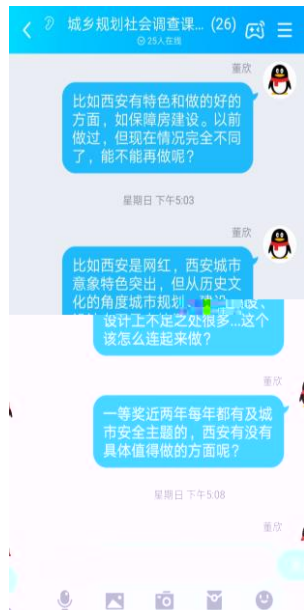 城乡规划社会调查课... (26)
25人在线
董欣
比如西安有特色和做的好的
方面，如保障房建设。以前
做过，但现在情况完全不同
了，能不能再做呢？
星期日 下午5:03
董欣
比如西安是网红，西安城市
意象特色突出，但从历史文
化的角度城市规划、
设计上不足之处很多...这个
该怎么连起来做？
董欣
一等奖近两年每年都有及城
市安全主题的，西安有没有
具体值得做的方面呢？
星期日 下午5:08
董欣